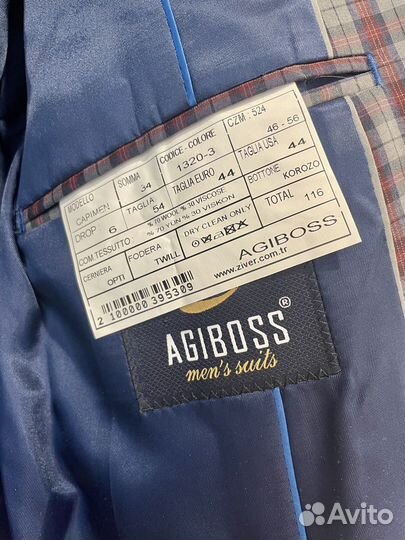 MODELLO SOMMA CODICE - COLORE CZM . 524
CAPIMEN 34 1320-3 46 - 56
DROP : 6 TAGLIA 54 TAGLIA EURO 44 TAGLIA USA 44
COM.TESSUTO : % 70 WOOL % 30 VISCOSE
% 70 YUN % 30 VISKON
BOTTONE KOROZO
CERNIERA OPTI FODERA TWILL DRY CLEAN ONLY TOTAL 116
2 100000 395309
AGIBOSS
www.ziver.com.tr
AGIBOSS®
men's suits
Avito